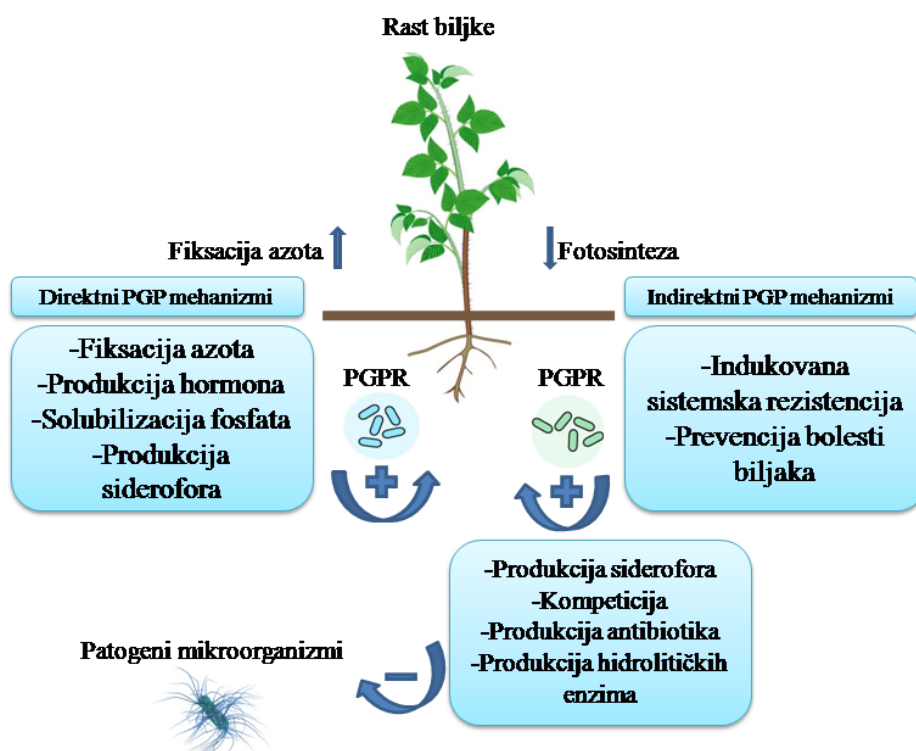 Rast biljke
Fiksacija azota
Fotosinteza
Direktni PGP mehanizmi
Indirektni PGP mehanizmi
-Fiksacija azota
-Produkcija hormona
-Solubilizacija fosfata
-Produkcija
siderofora
PGPR
PGPR
-Indukovana
sistemska rezistencija
-Prevencija bolesti
biljaka
+
+
-Produkcija siderofora
-Kompeticija
-Produkcija antibiotika
-Produkcija hidrolitičkih
enzima
Patogeni mikroorganizmi
−